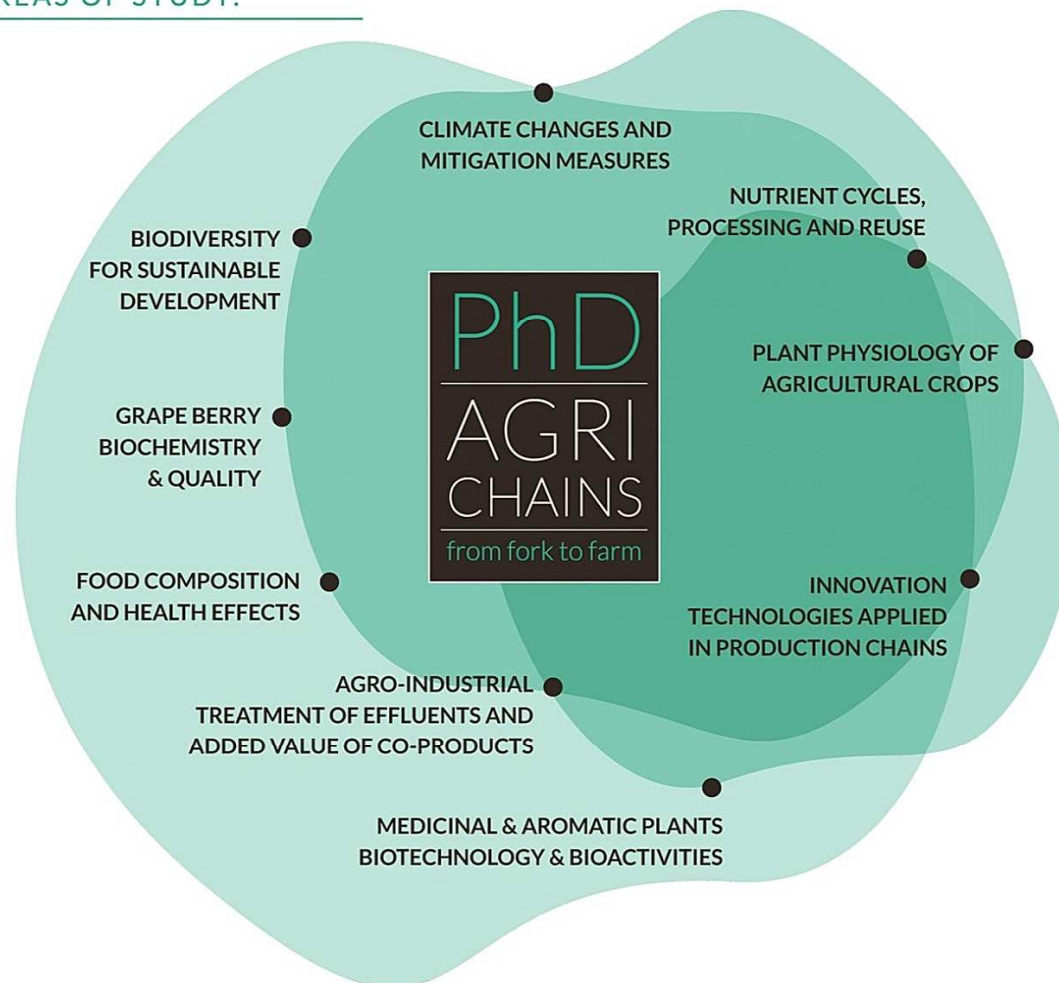 OF STUDY:
CLIMATE CHANGES AND
MITIGATION MEASURES
NUTRIENT CYCLES,
PROCESSING AND REUSE
BIODIVERSITY
FOR SUSTAINABLE
DEVELOPMENT
PhD
AGRI
CHAINS
from fork to farm
PLANT PHYSIOLOGY OF
AGRICULTURAL CROPS
GRAPE BERRY
BIOCHEMISTRY
& QUALITY
FOOD COMPOSITION
AND HEALTH EFFECTS
INNOVATION
TECHNOLOGIES APPLIED
IN PRODUCTION CHAINS
AGRO-INDUSTRIAL
TREATMENT OF EFFLUENTS AND
ADDED VALUE OF CO-PRODUCTS
MEDICINAL & AROMATIC PLANTS
BIOTECHNOLOGY & BIOACTIVITIES